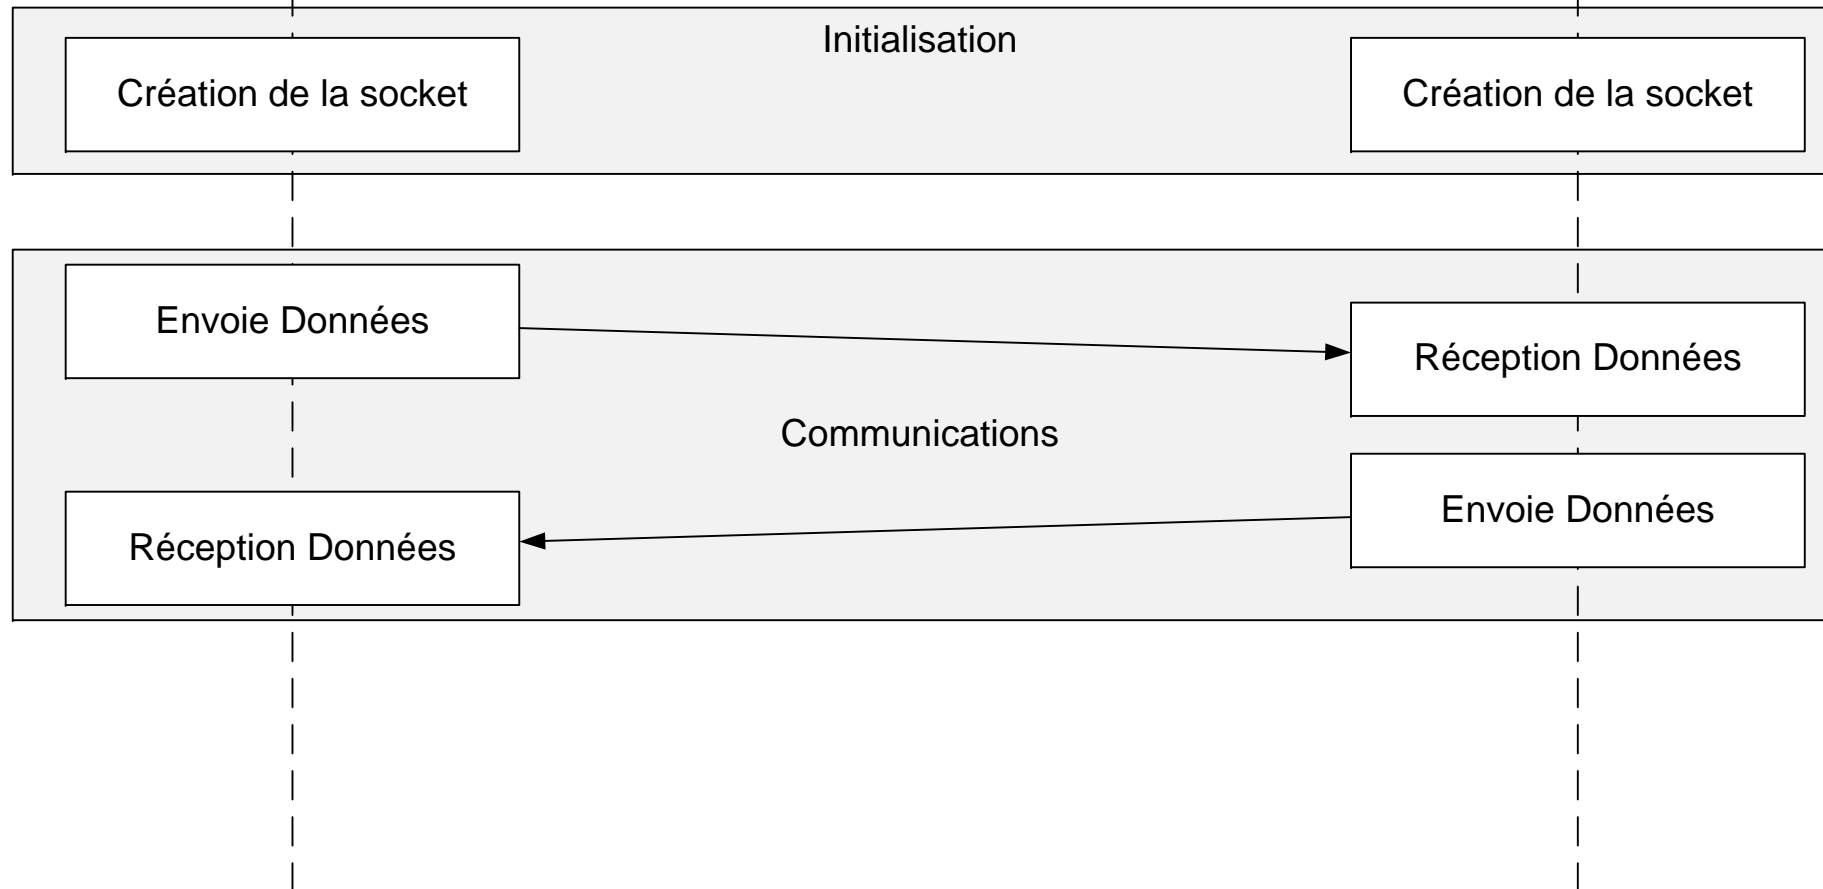 Initialisation
Création de la socket
Création de la socket
Envoie Données
Réception Données
Communications
Envoie Données
Réception Données